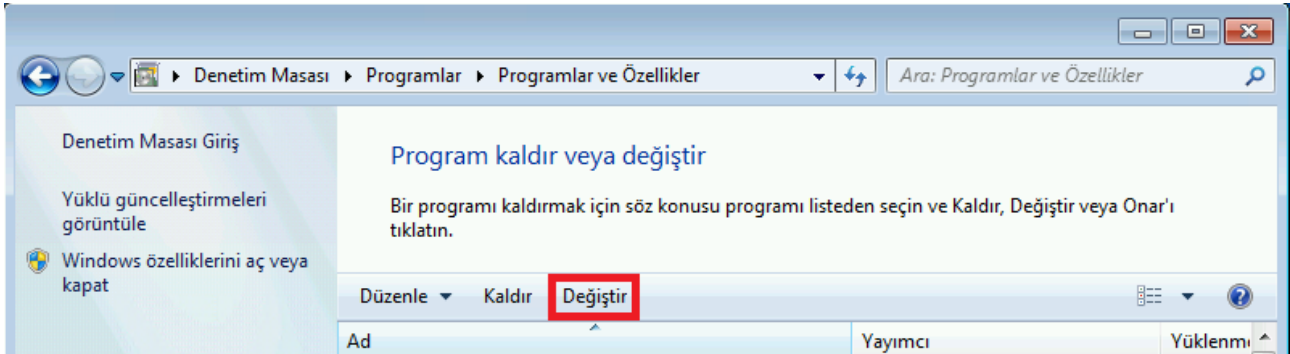 Denetim Masası Programlar Programlar ve Özellikler Ara: Programlar ve Özellikler
Denetim Masası Giriş
Yüklü güncelleştirmeleri
görüntüle
Windows özelliklerini aç veya
kapat
Program kaldır veya değiştir
Bir programı kaldırmak için söz konusu programı listeden seçin ve Kaldır, Değiştir veya Onar'ı
tıklatın.
Düzenle Kaldır Değiştir
Ad Yayımcı